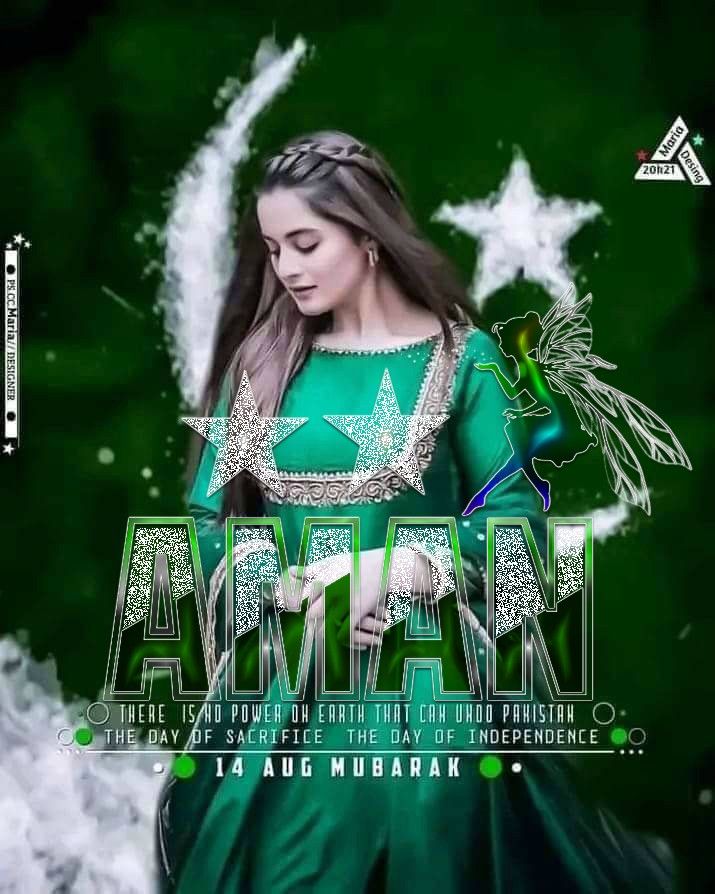 Maria
Desing
20k21
PS.CC.Maria// DESIGNER
AMAN
THERE IS NO POWER ON EARTH THAT CAN UNDO PAKISTAN
THE DAY OF SACRIFICE THE DAY OF INDEPENDENCE
14 AUG MUBARAK